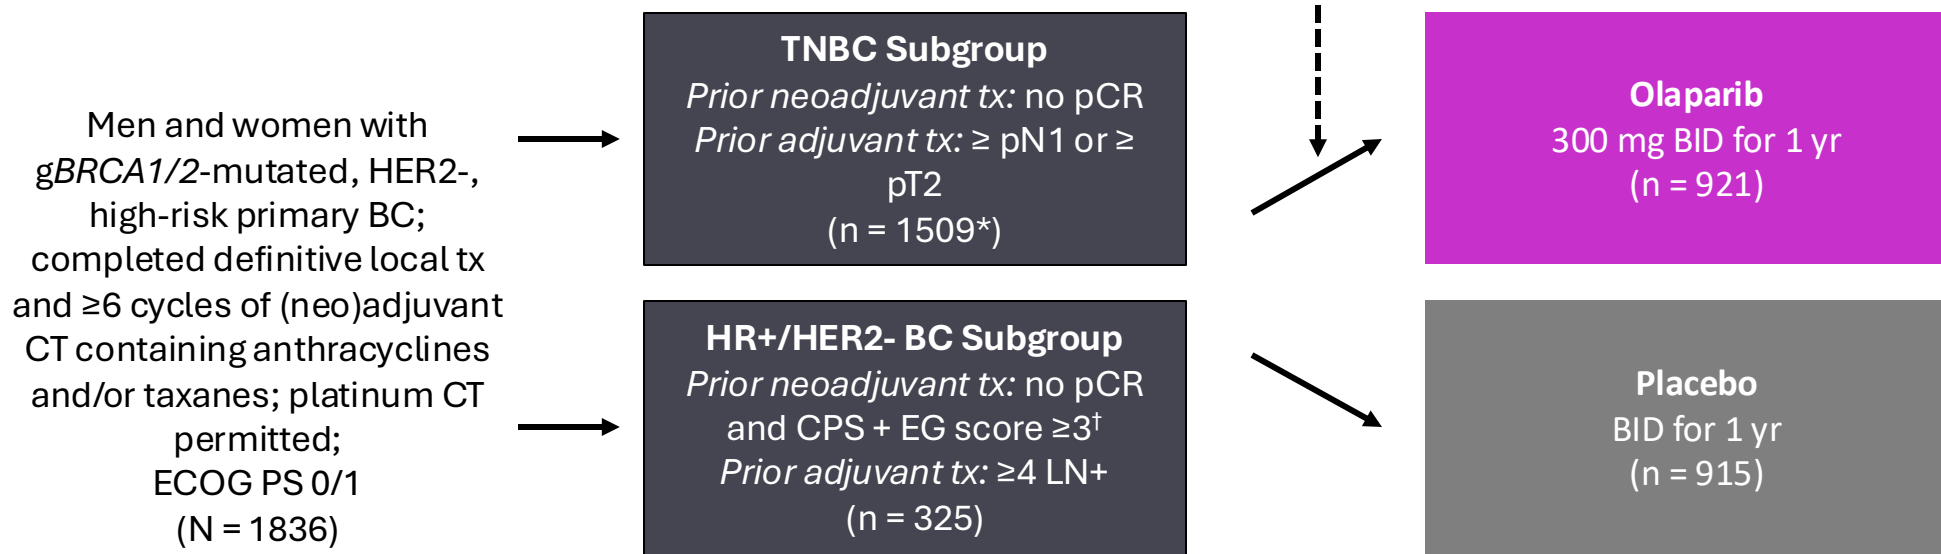 Men and women with
gBRCA1/2-mutated, HER2-,
high-risk primary BC;
completed definitive local tx
and ≥6 cycles of (neo)adjuvant
CT containing anthracyclines
and/or taxanes; platinum CT
permitted;
ECOG PS 0/1
(N = 1836)
TNBC Subgroup
Prior neoadjuvant tx: no pCR
Prior adjuvant tx: ≥ pN1 or ≥
pT2
(n = 1509*)
HR+/HER2- BC Subgroup
Prior neoadjuvant tx: no pCR
and CPS + EG score ≥3†
Prior adjuvant tx: ≥4 LN+
(n = 325)
Olaparib
300 mg BID for 1 yr
(n = 921)
Placebo
BID for 1 yr
(n = 915)